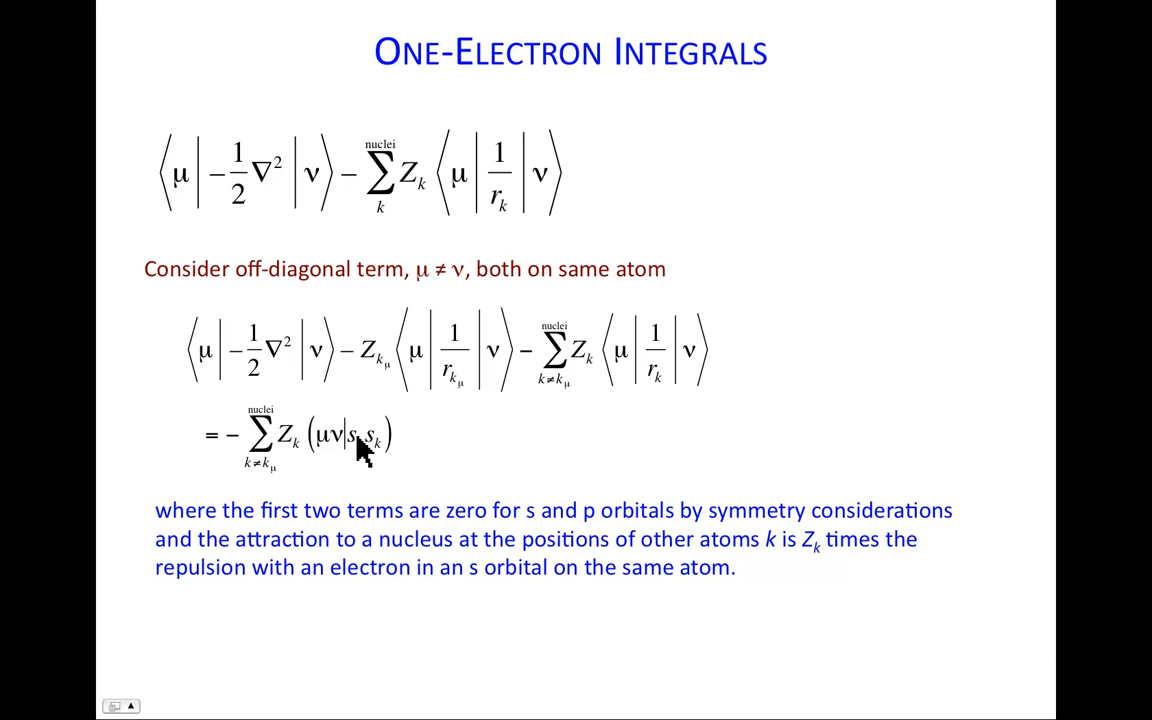 ONE-ELECTRON INTEGRALS
⟨μ|−1/2 ∇²|ν⟩ − ∑_k^nuclei Z_k ⟨μ|1/r_k|ν⟩
Consider off-diagonal term, μ ≠ ν, both on same atom
⟨μ|−1/2 ∇²|ν⟩ − Z_{k_μ} ⟨μ|1/r_{k_μ}|ν⟩ − ∑_{k≠k_μ}^nuclei Z_k ⟨μ|1/r_k|ν⟩
= − ∑_{k≠k_μ}^nuclei Z_k (μν|s_k s_k)
where the first two terms are zero for s and p orbitals by symmetry considerations
and the attraction to a nucleus at the positions of other atoms k is Z_k times the
repulsion with an electron in an s orbital on the same atom.